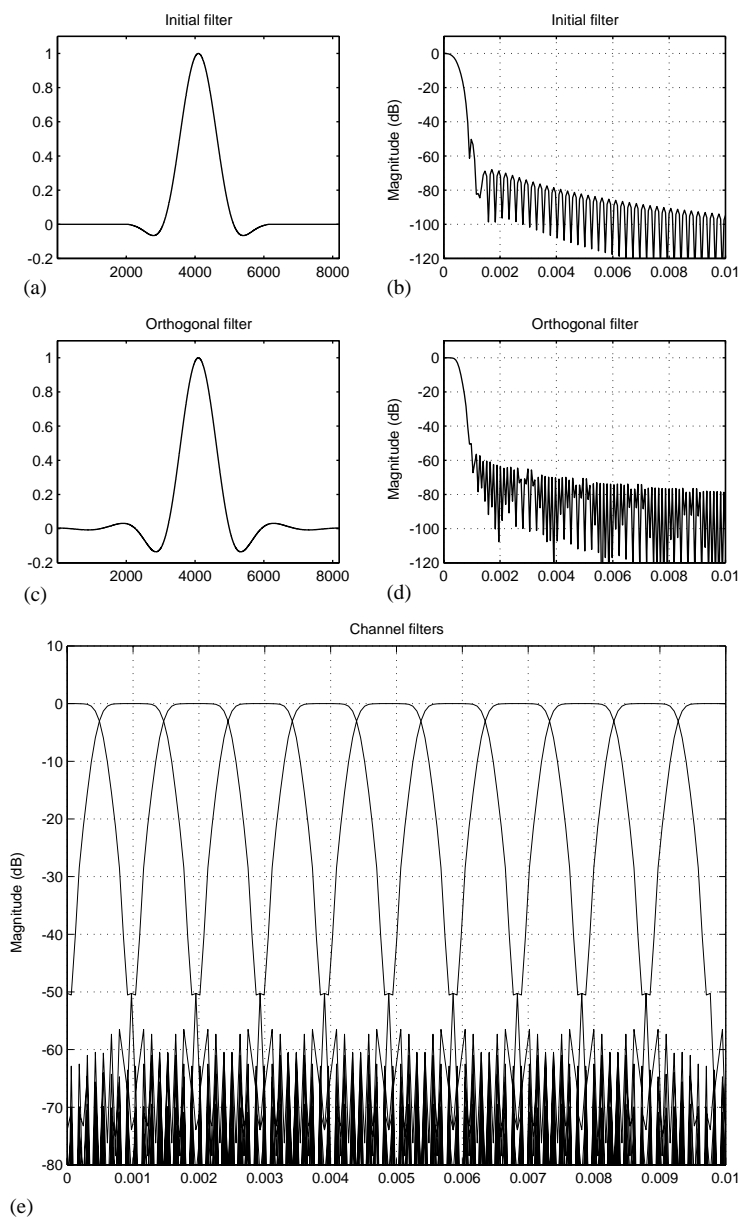 Initial filter
1
0.8
0.6
0.4
0.2
0
-0.2
2000 4000 6000 8000
(a)
Initial filter
Magnitude (dB)
0
-20
-40
-60
-80
-100
-120
0 0.002 0.004 0.006 0.008 0.01
(b)
Orthogonal filter
1
0.8
0.6
0.4
0.2
0
-0.2
2000 4000 6000 8000
(c)
Orthogonal filter
Magnitude (dB)
0
-20
-40
-60
-80
-100
-120
0 0.002 0.004 0.006 0.008 0.01
(d)
Channel filters
Magnitude (dB)
10
0
-10
-20
-30
-40
-50
-60
-70
-80
0 0.001 0.002 0.003 0.004 0.005 0.006 0.007 0.008 0.009 0.01
(e)